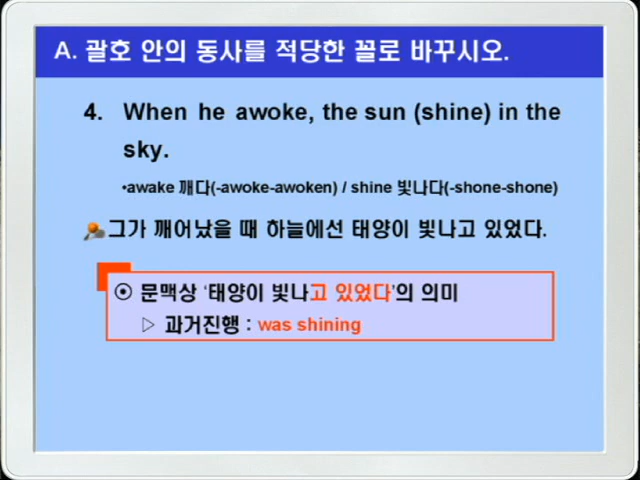 A. 괄호 안의 동사를 적당한 꼴로 바꾸시오.
4. When he awoke, the sun (shine) in the
sky.
•awake 깨다(-awoke-awoken) / shine 빛나다(-shone-shone)
그가 깨어났을 때 하늘에선 태양이 빛나고 있었다.
⊙ 문맥상 ‘태양이 빛나고 있었다’의 의미
▷ 과거진행 : was shining